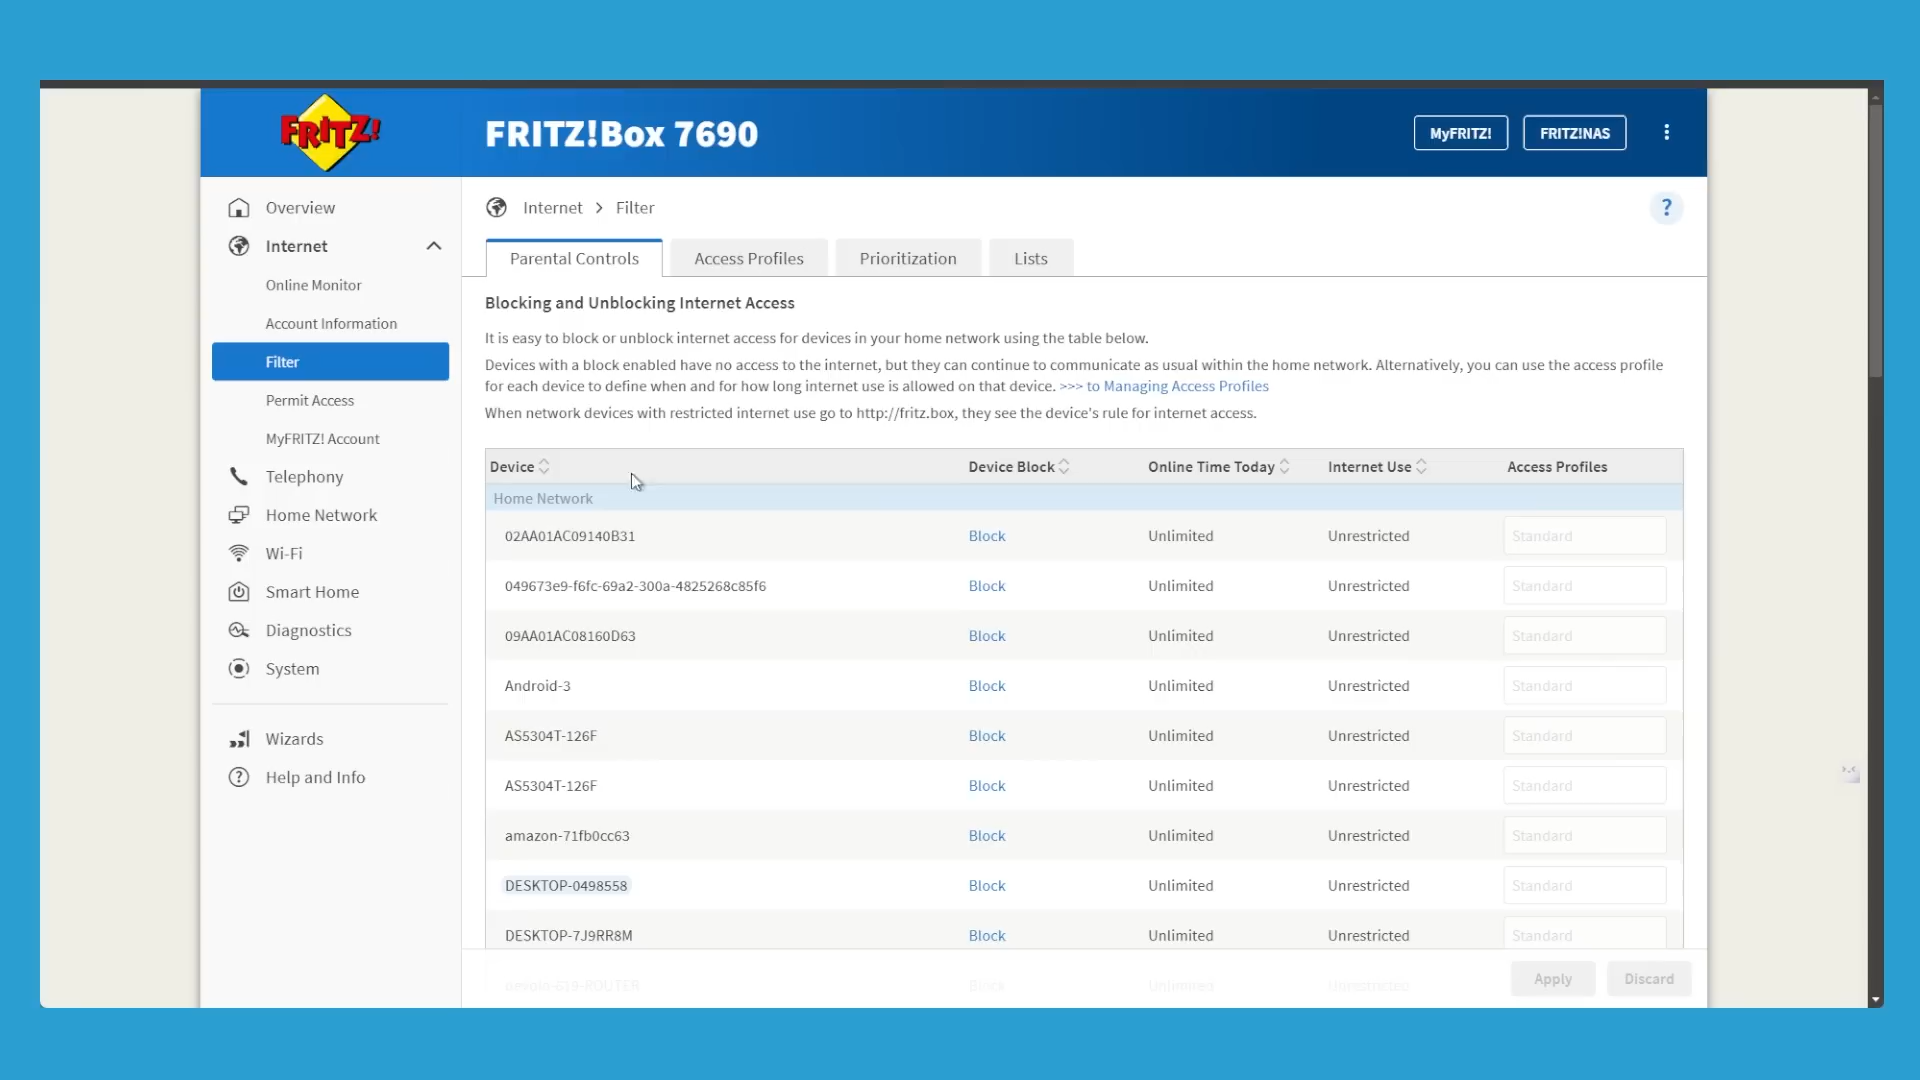 FRITZ!
FRITZ!Box 7690
MyFRITZ!
FRITZ!NAS
Overview
Internet
Online Monitor
Account Information
Filter
Permit Access
MyFRITZ! Account
Telephony
Home Network
Wi-Fi
Smart Home
Diagnostics
System
Wizards
Help and Info
Internet > Filter
?
Parental Controls
Access Profiles
Prioritization
Lists
Blocking and Unblocking Internet Access
It is easy to block or unblock internet access for devices in your home network using the table below.
Devices with a block enabled have no access to the internet, but they can continue to communicate as usual within the home network. Alternatively, you can use the access profile
for each device to define when and for how long internet use is allowed on that device. >>> to Managing Access Profiles
When network devices with restricted internet use go to http://fritz.box, they see the device's rule for internet access.
Device Device Block Online Time Today Internet Use Access Profiles
Home Network
02AA01AC09140B31 Block Unlimited Unrestricted Standard
049673e9-f6fc-69a2-300a-4825268c85f6 Block Unlimited Unrestricted Standard
09AA01AC08160D63 Block Unlimited Unrestricted Standard
Android-3 Block Unlimited Unrestricted Standard
AS5304T-126F Block Unlimited Unrestricted Standard
AS5304T-126F Block Unlimited Unrestricted Standard
amazon-71fb0cc63 Block Unlimited Unrestricted Standard
DESKTOP-0498558 Block Unlimited Unrestricted Standard
DESKTOP-7J9RR8M Block Unlimited Unrestricted Standard
Block Unlimited Unrestricted
Apply
Discard